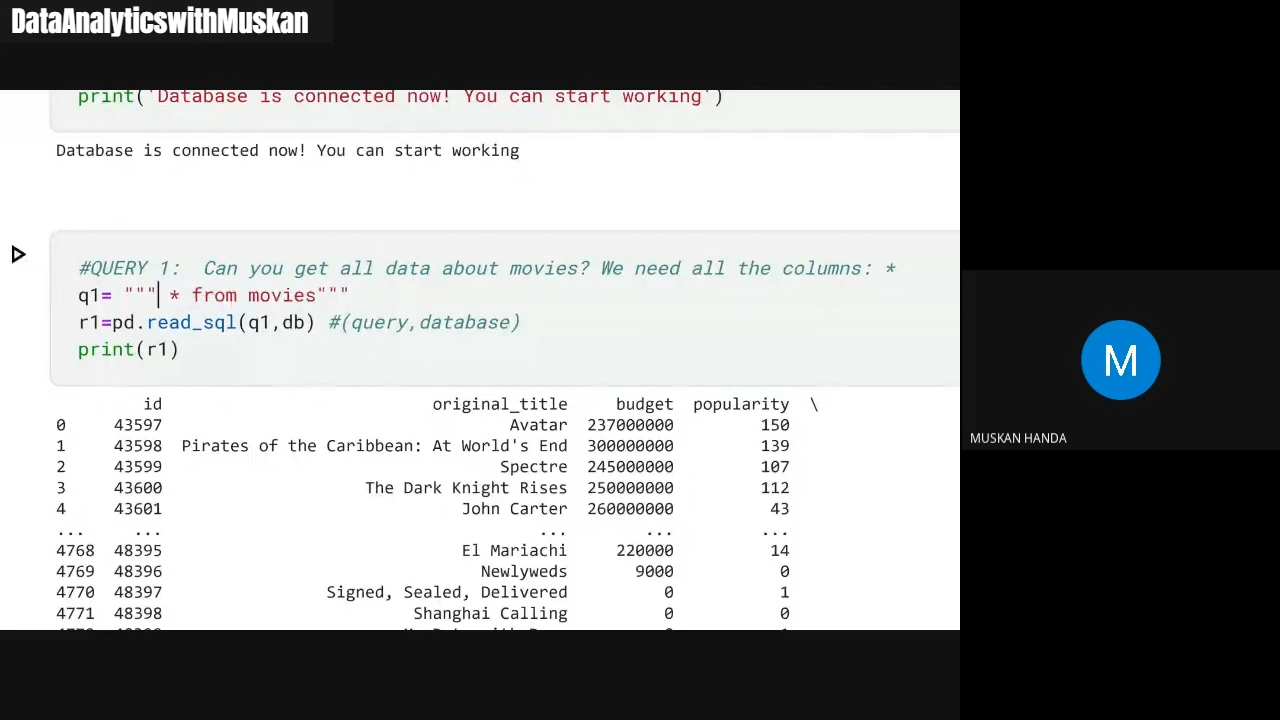 DataAnalyticswithMuskan
print('Database is connected now! You can start working')
Database is connected now! You can start working
#QUERY 1:  Can you get all data about movies? We need all the columns: *
q1= """ * from movies"""
r1=pd.read_sql(q1,db) #(query,database)
print(r1)
id original_title budget popularity \
0 43597 Avatar 237000000 150
1 43598 Pirates of the Caribbean: At World's End 300000000 139
2 43599 Spectre 245000000 107
3 43600 The Dark Knight Rises 250000000 112
4 43601 John Carter 260000000 43
... ... ... ... ...
4768 48395 El Mariachi 220000 14
4769 48396 Newlyweds 9000 0
4770 48397 Signed, Sealed, Delivered 0 1
4771 48398 Shanghai Calling 0 0
M
MUSKAN HANDA